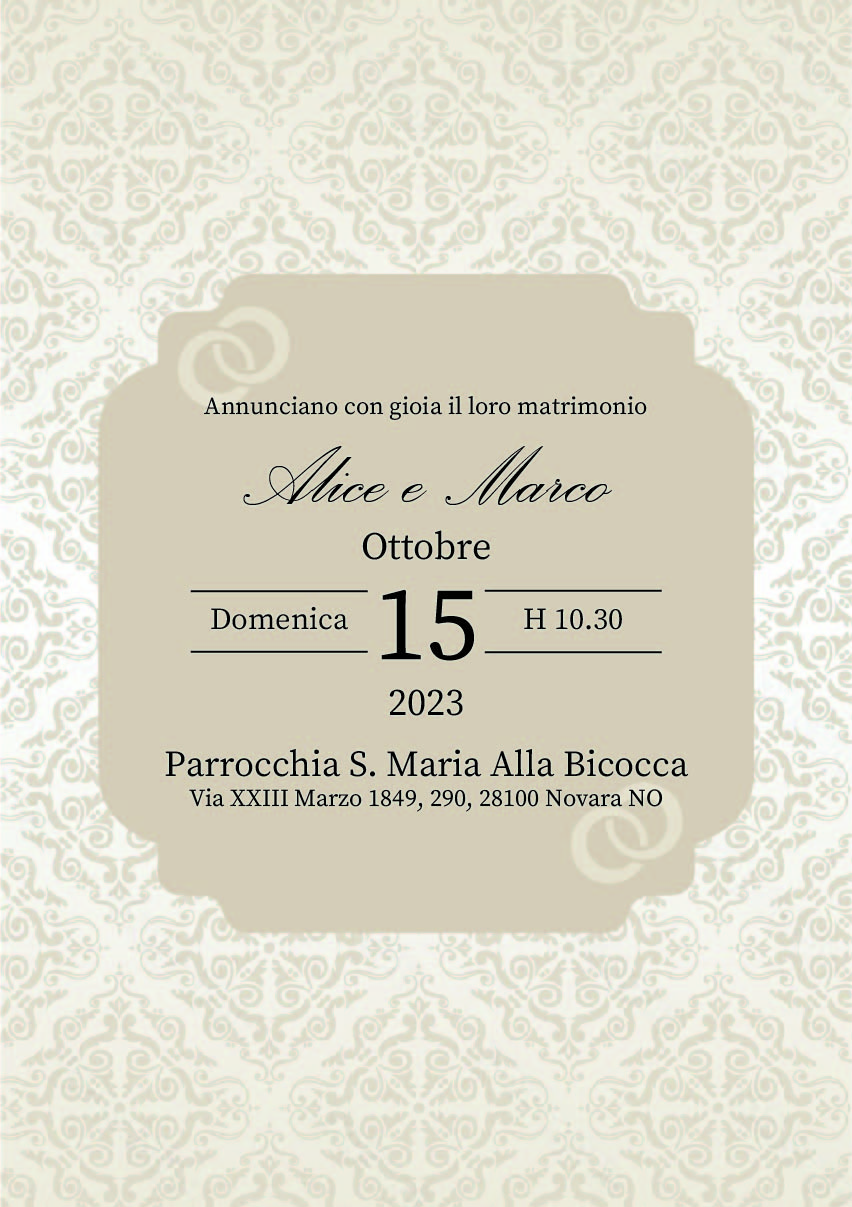 Annunciano con gioia il loro matrimonio
Alice e Marco
Ottobre
Domenica 15 H 10.30
2023
Parrocchia S. Maria Alla Bicocca
Via XXIII Marzo 1849, 290, 28100 Novara NO